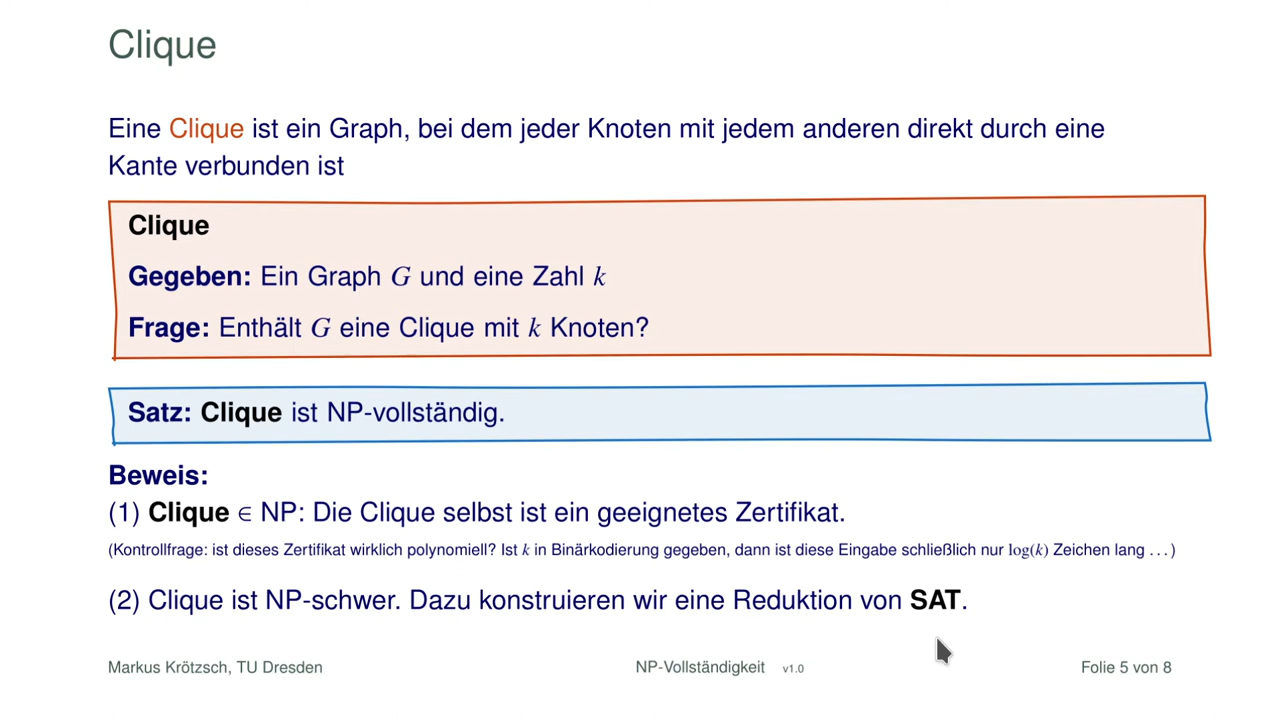 Clique
Eine Clique ist ein Graph, bei dem jeder Knoten mit jedem anderen direkt durch eine
Kante verbunden ist
Clique
Gegeben: Ein Graph G und eine Zahl k
Frage: Enthält G eine Clique mit k Knoten?
Satz: Clique ist NP-vollständig.
Beweis:
(1) Clique ∈ NP: Die Clique selbst ist ein geeignetes Zertifikat.
(Kontrollfrage: ist dieses Zertifikat wirklich polynomiell? Ist k in Binärkodierung gegeben, dann ist diese Eingabe schließlich nur log(k) Zeichen lang ...)
(2) Clique ist NP-schwer. Dazu konstruieren wir eine Reduktion von SAT.
Markus Krötzsch, TU Dresden NP-Vollständigkeit v1.0 Folie 5 von 8